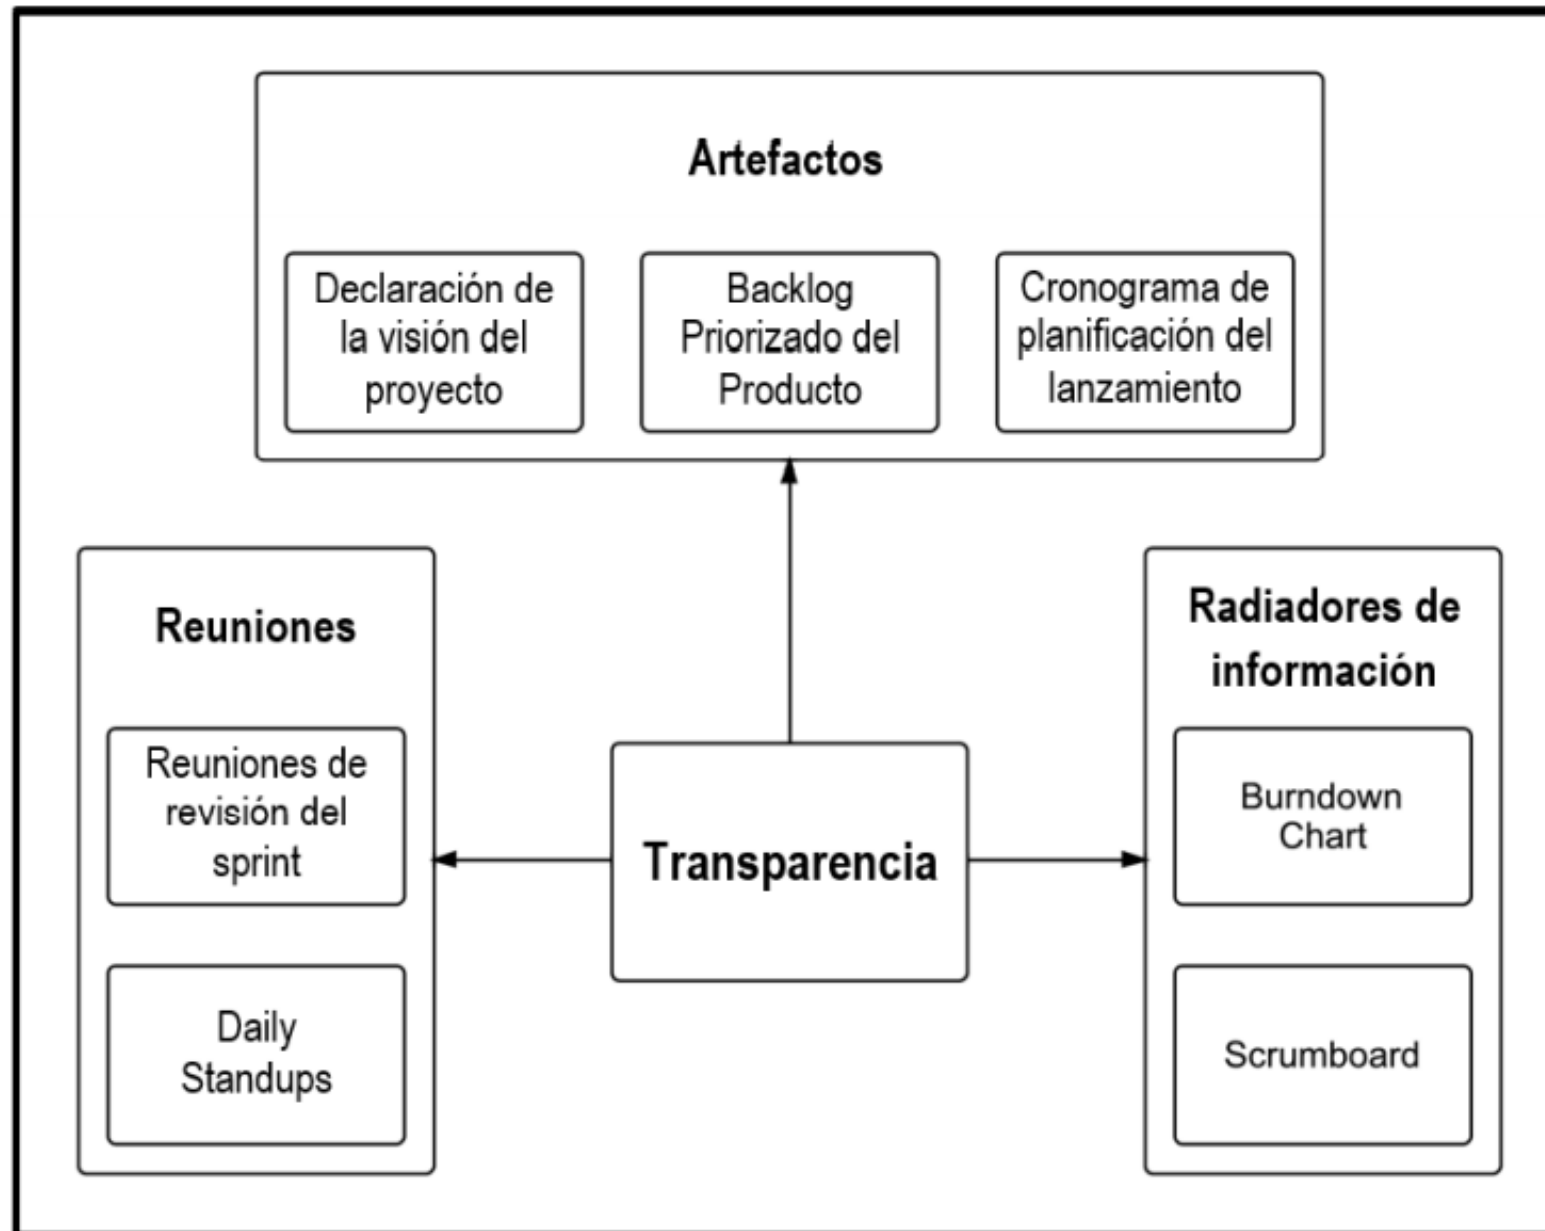 Artefactos
Declaración de
la visión del
proyecto
Backlog
Priorizado del
Producto
Cronograma de
planificación del
lanzamiento
Reuniones
Reuniones de
revisión del
sprint
Daily
Standups
Transparencia
Radiadores de
información
Burndown
Chart
Scrumboard